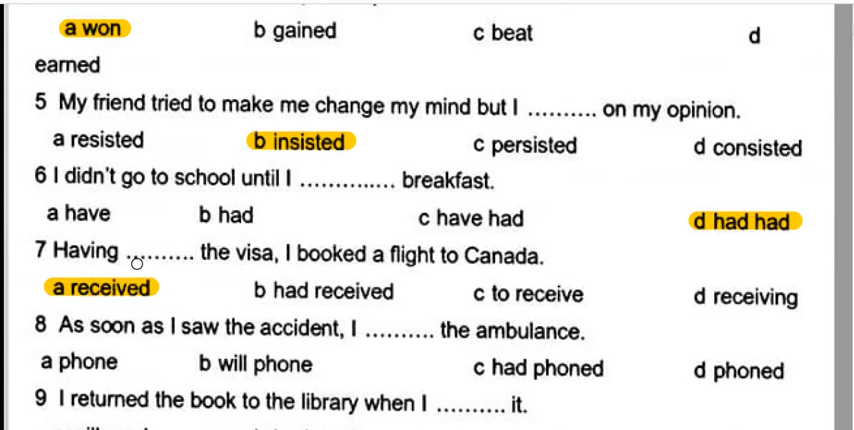 a won b gained c beat d
earned
5 My friend tried to make me change my mind but I .......... on my opinion.
a resisted b insisted c persisted d consisted
6 I didn't go to school until I .............. breakfast.
a have b had c have had d had had
7 Having .......... the visa, I booked a flight to Canada.
a received b had received c to receive d receiving
8 As soon as I saw the accident, I .......... the ambulance.
a phone b will phone c had phoned d phoned
9 I returned the book to the library when I .......... it.